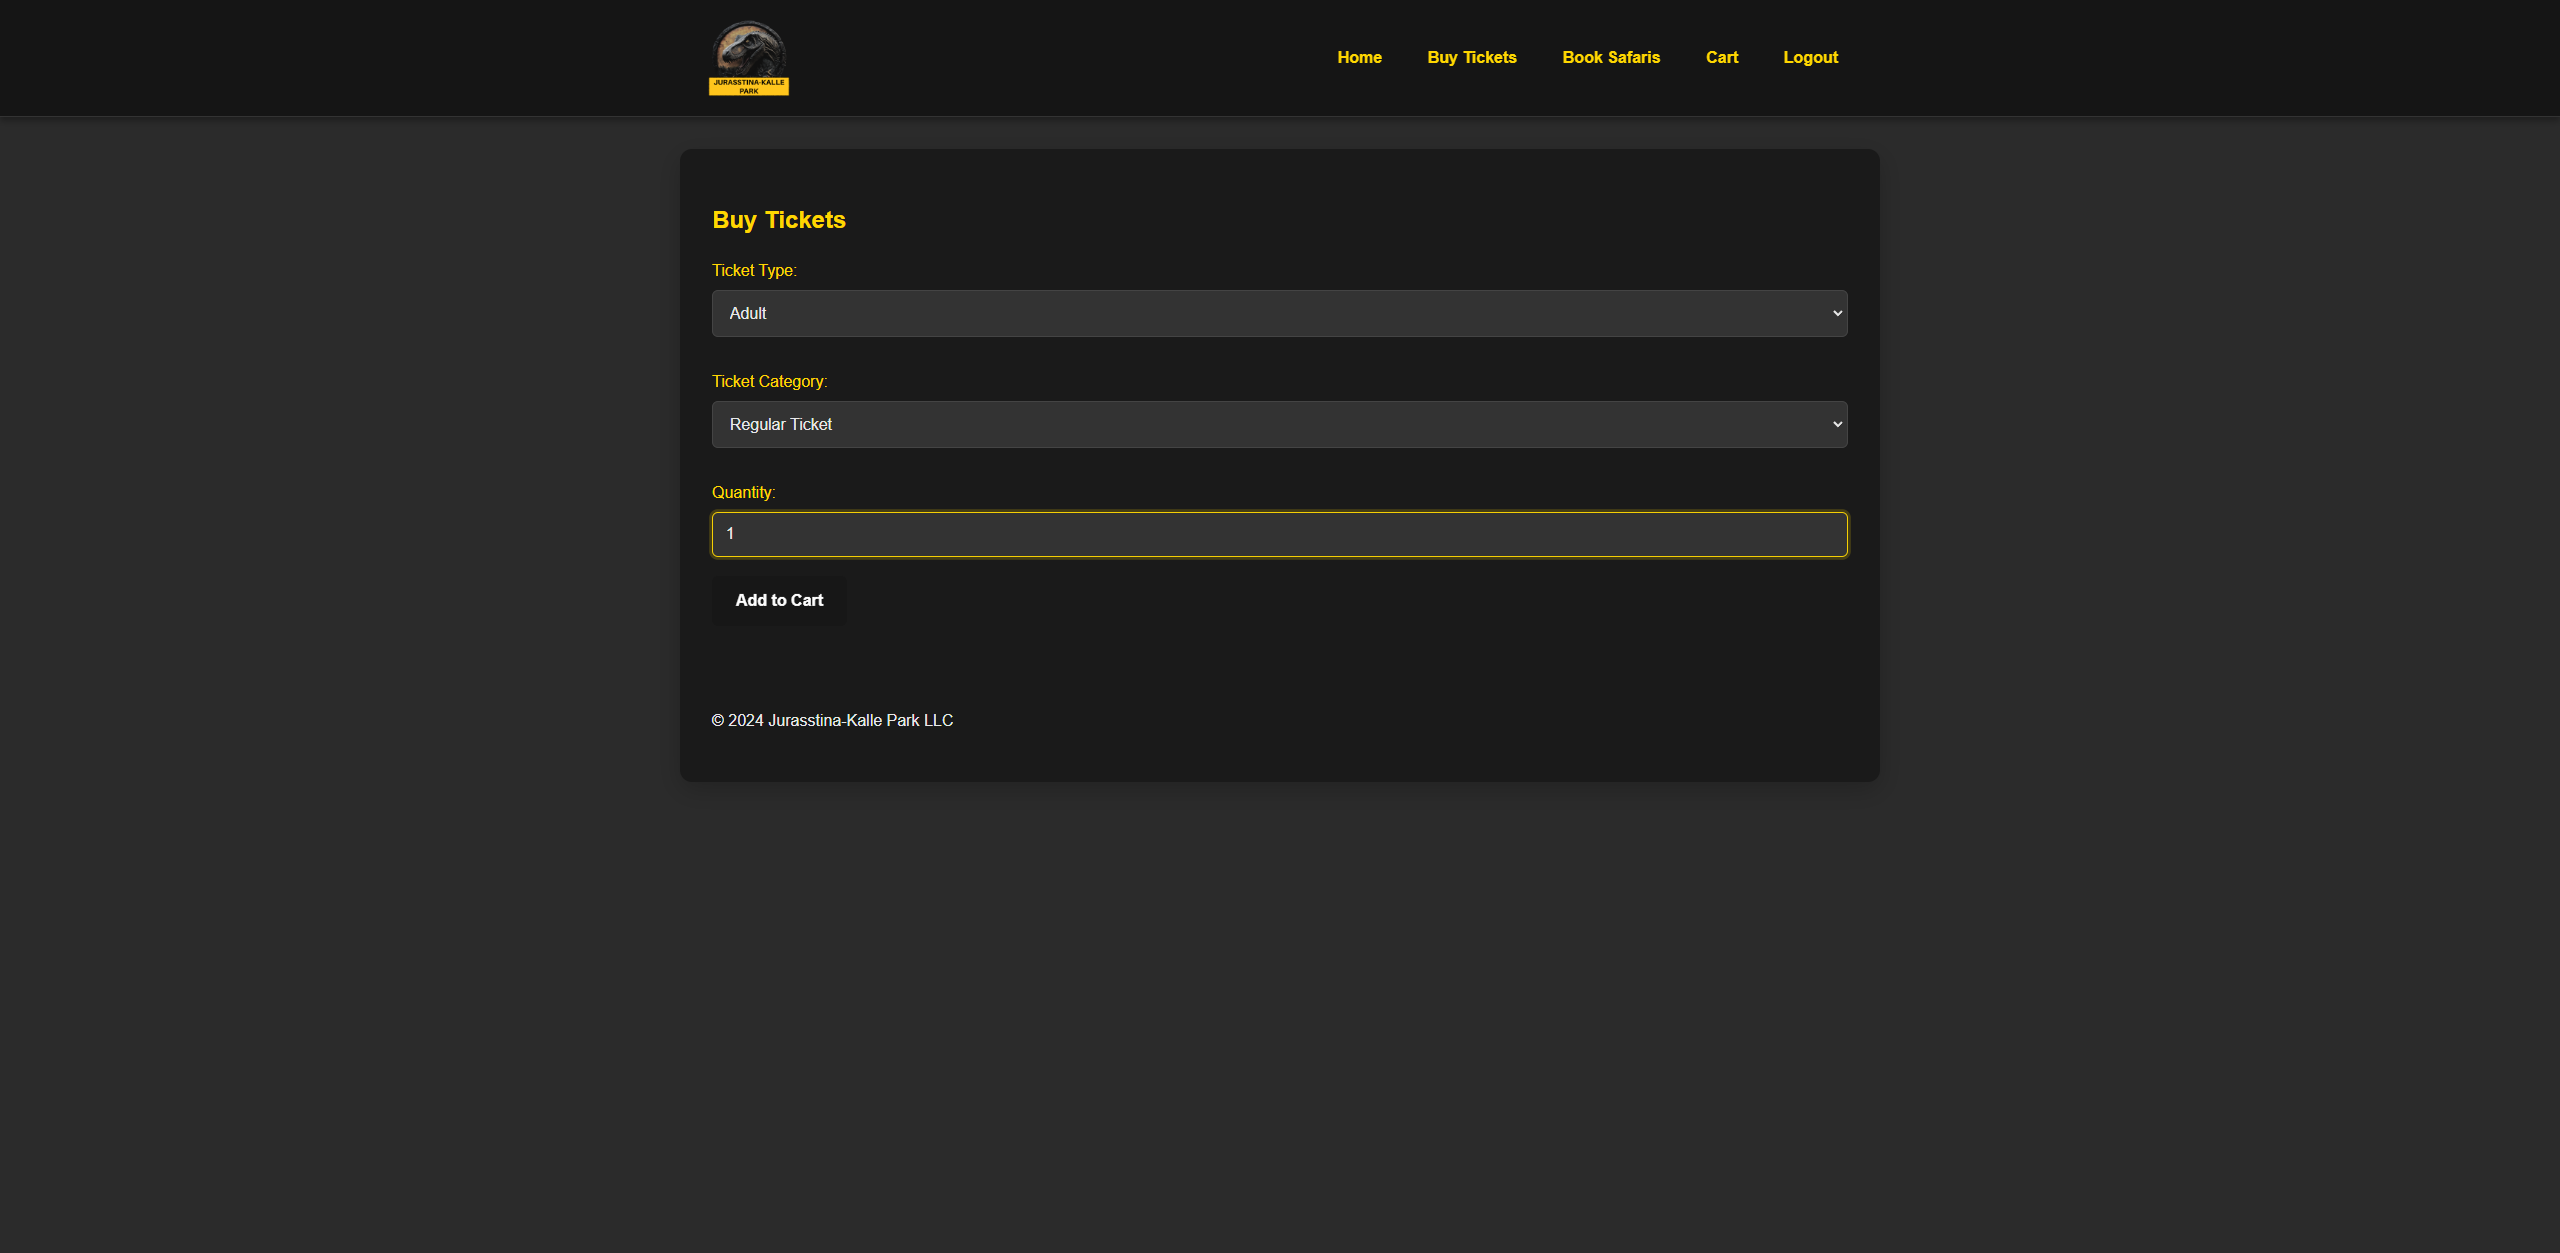 JURASSTINA-KALLE
PARK
Home Buy Tickets Book Safaris Cart Logout
Buy Tickets
Ticket Type:
Adult
Ticket Category:
Regular Ticket
Quantity:
1
Add to Cart
© 2024 Jurasstina-Kalle Park LLC